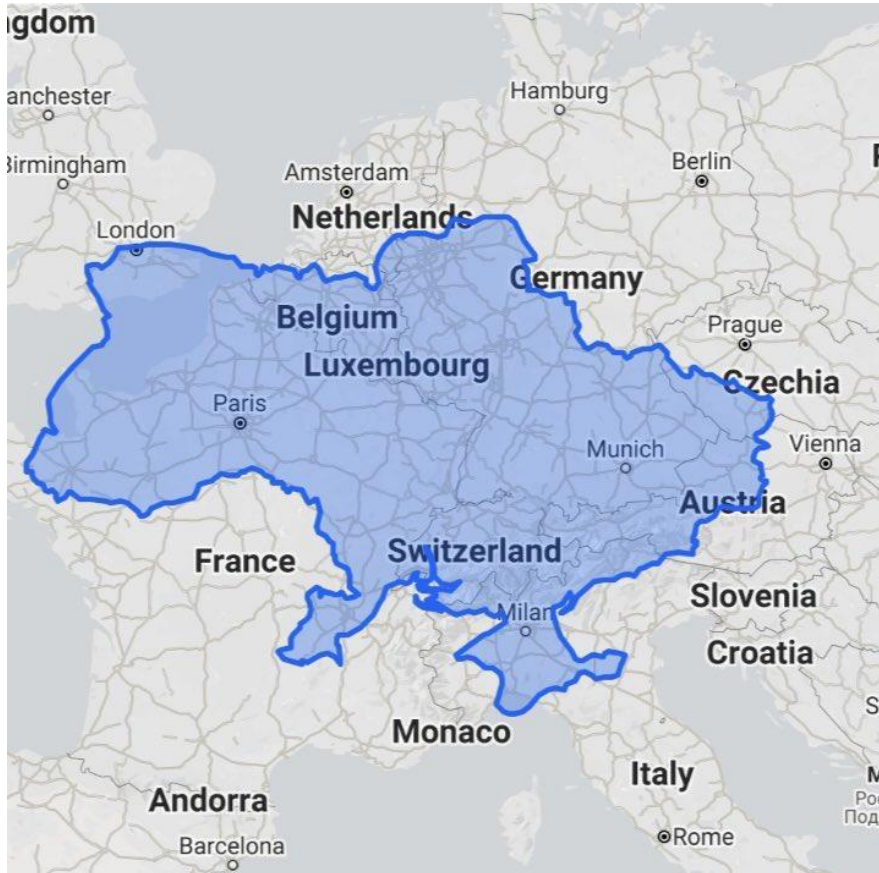 ngdom
anchester
Birmingham
London
Amsterdam
Netherlands
Hamburg
Berlin
Germany
Belgium
Luxembourg
Prague
Czechia
Paris
Munich
Vienna
Austria
France
Switzerland
Milan
Slovenia
Croatia
Monaco
Italy
Andorra
Barcelona
Rome